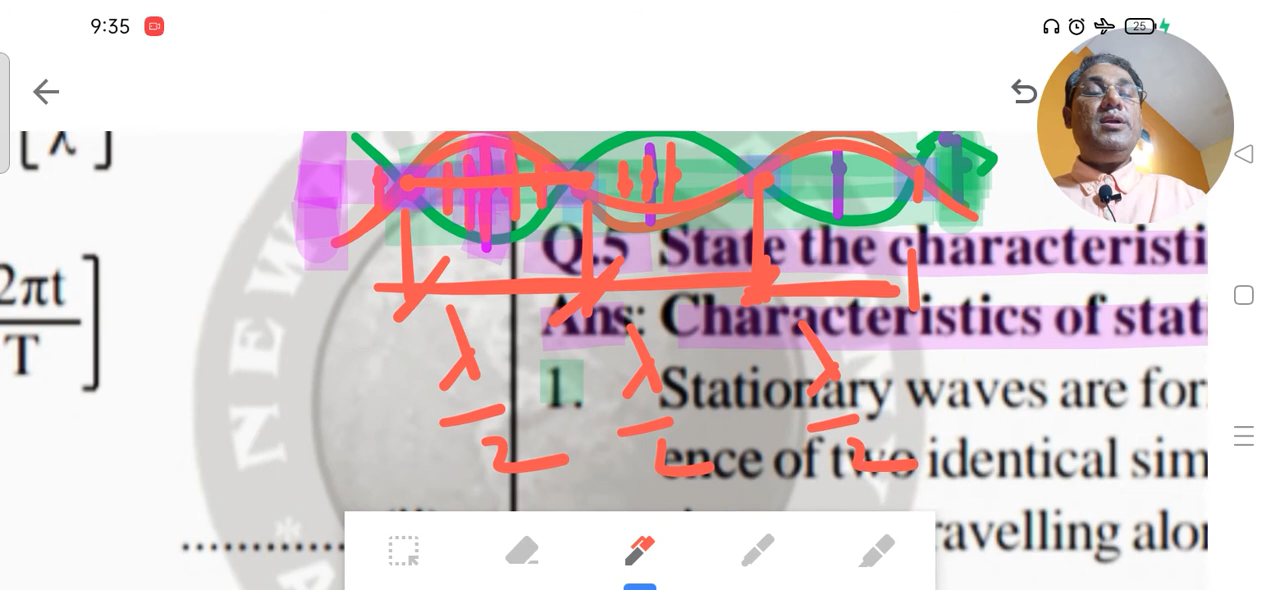 9:35
25
[ λ ]
Q.5 State the characteristi
2πt
T
Ans: Characteristics of stat
λ λ λ
2 2 2
1. Stationary waves are for
ence of two identical sim
ravelling alo
NEW